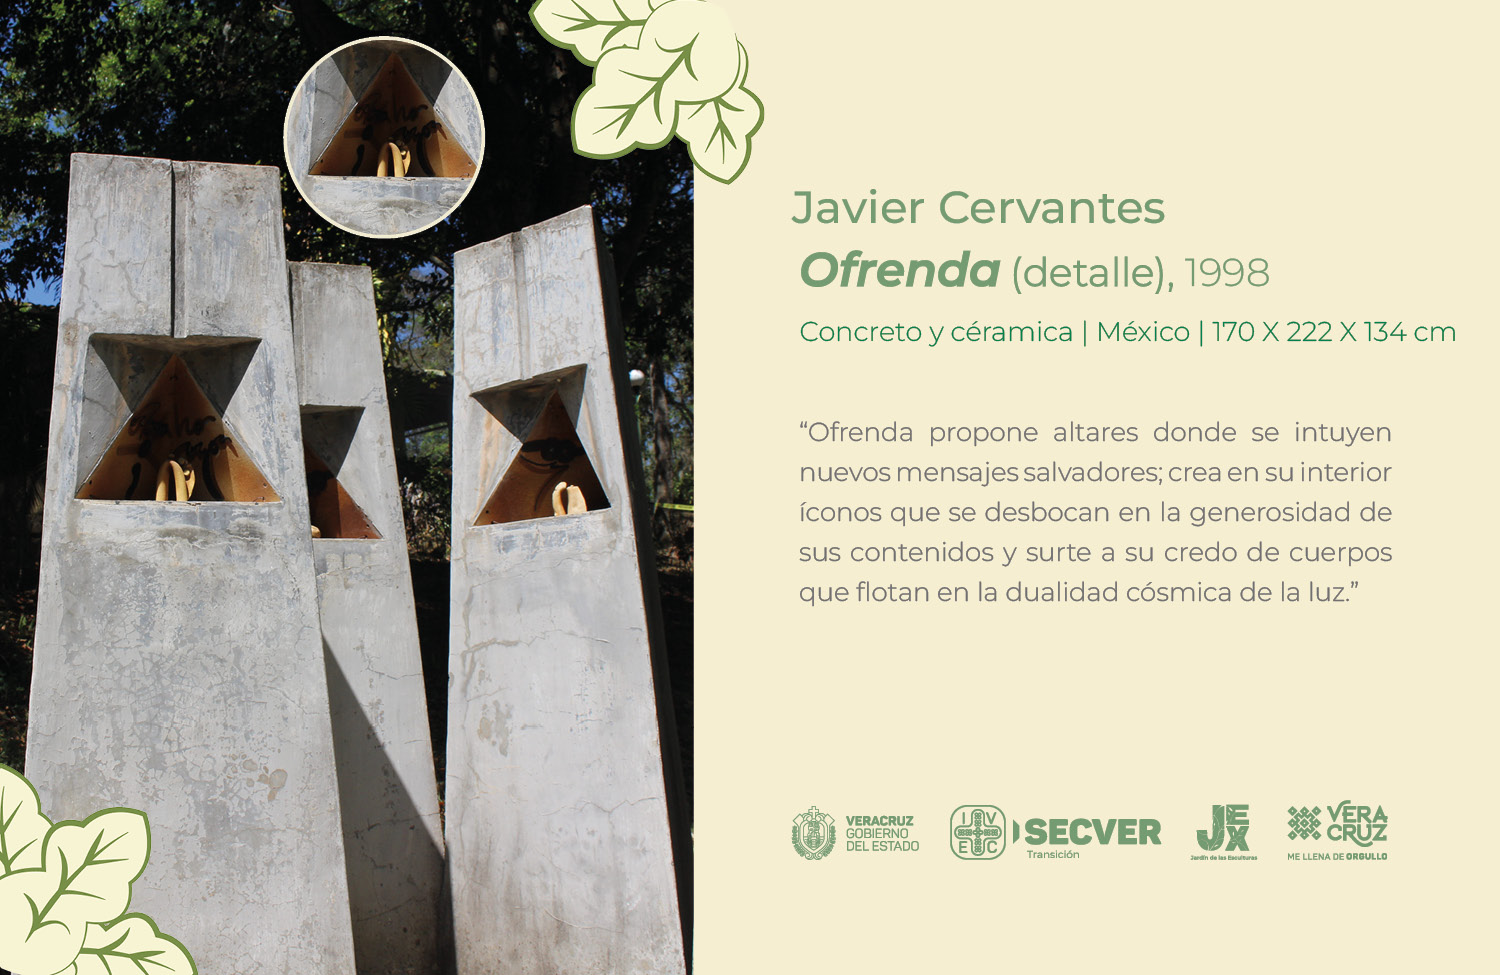 Javier Cervantes
Ofrenda (detalle), 1998
Concreto y céramica | México | 170 X 222 X 134 cm
“Ofrenda propone altares donde se intuyen
nuevos mensajes salvadores; crea en su interior
íconos que se desbocan en la generosidad de
sus contenidos y surte a su credo de cuerpos
que flotan en la dualidad cósmica de la luz.”
VERACRUZ
GOBIERNO
DEL ESTADO
IVEC
SECVER
Transición
JEX
Jardín de las Esculturas
VERA
CRUZ
ME LLENA DE ORGULLO